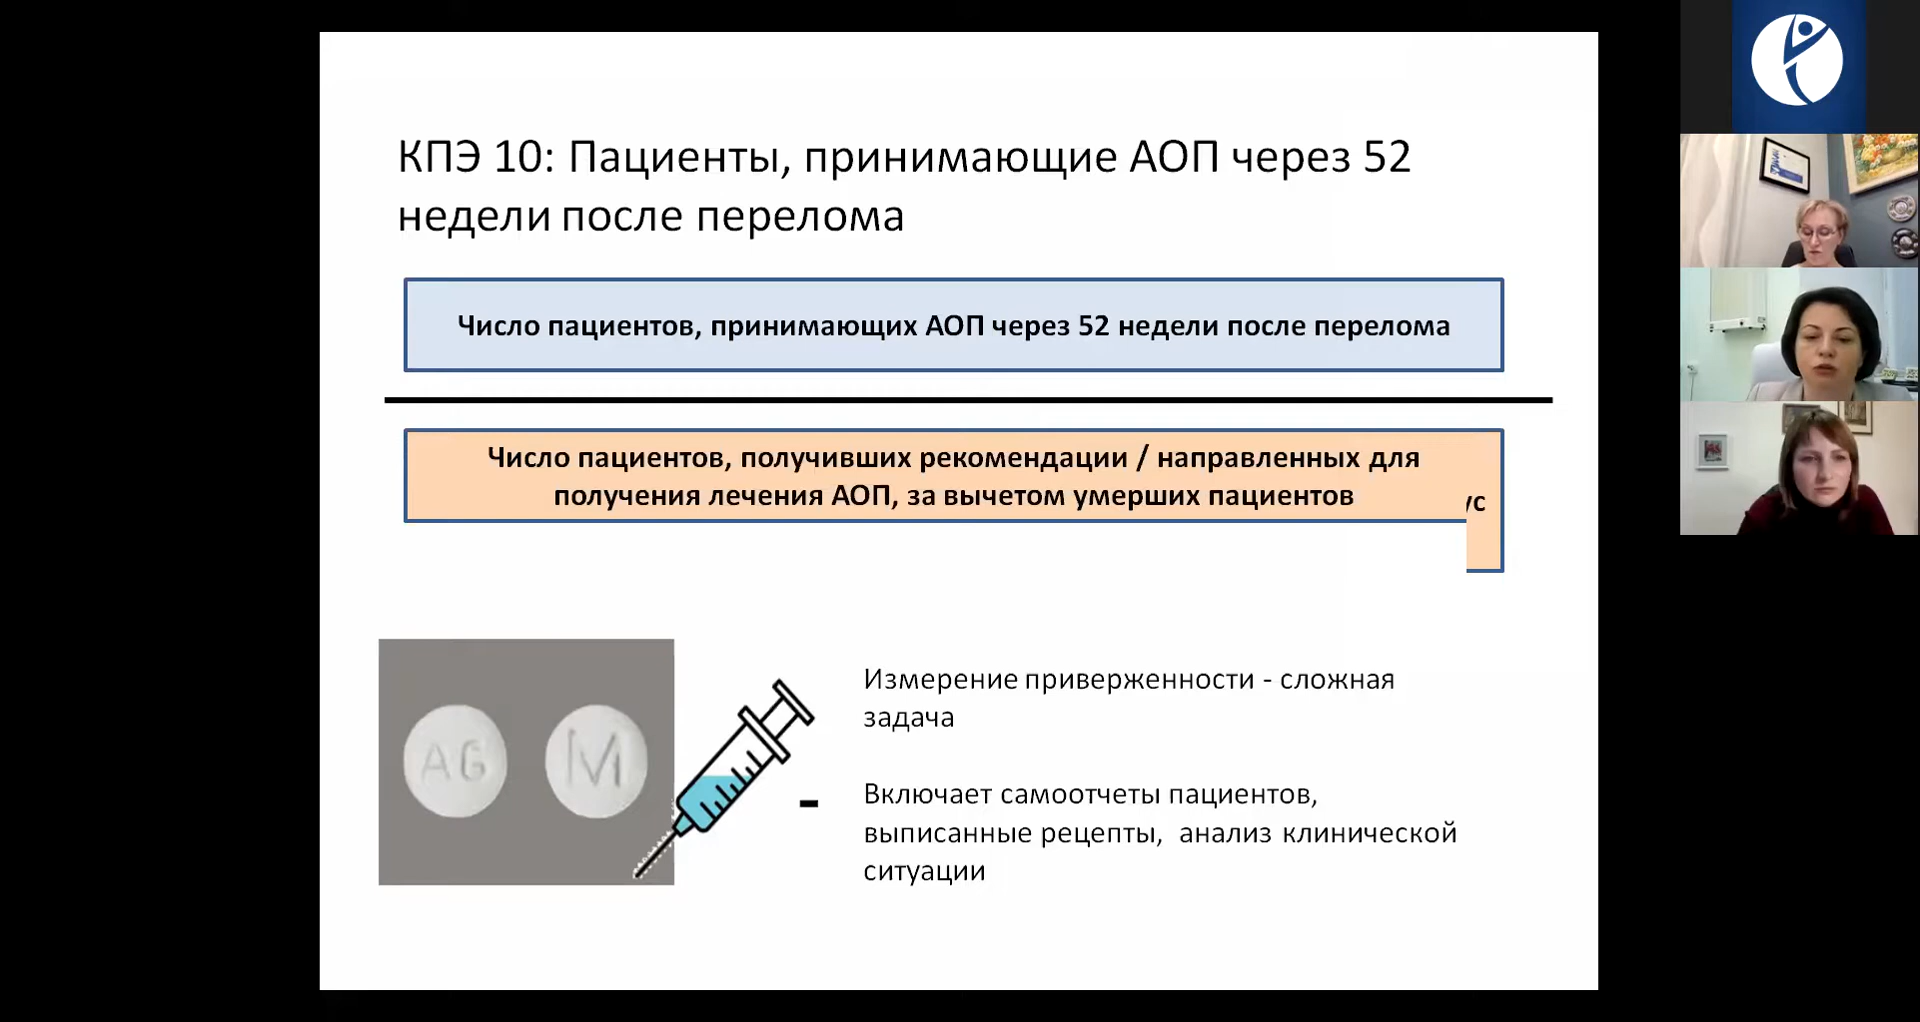 КПЭ 10: Пациенты, принимающие АОП через 52
недели после перелома
Число пациентов, принимающих АОП через 52 недели после перелома
Число пациентов, получивших рекомендации / направленных для
получения лечения АОП, за вычетом умерших пациентов
AG M
Измерение приверженности - сложная
задача
- Включает самоотчеты пациентов,
выписанные рецепты, анализ клинической
ситуации